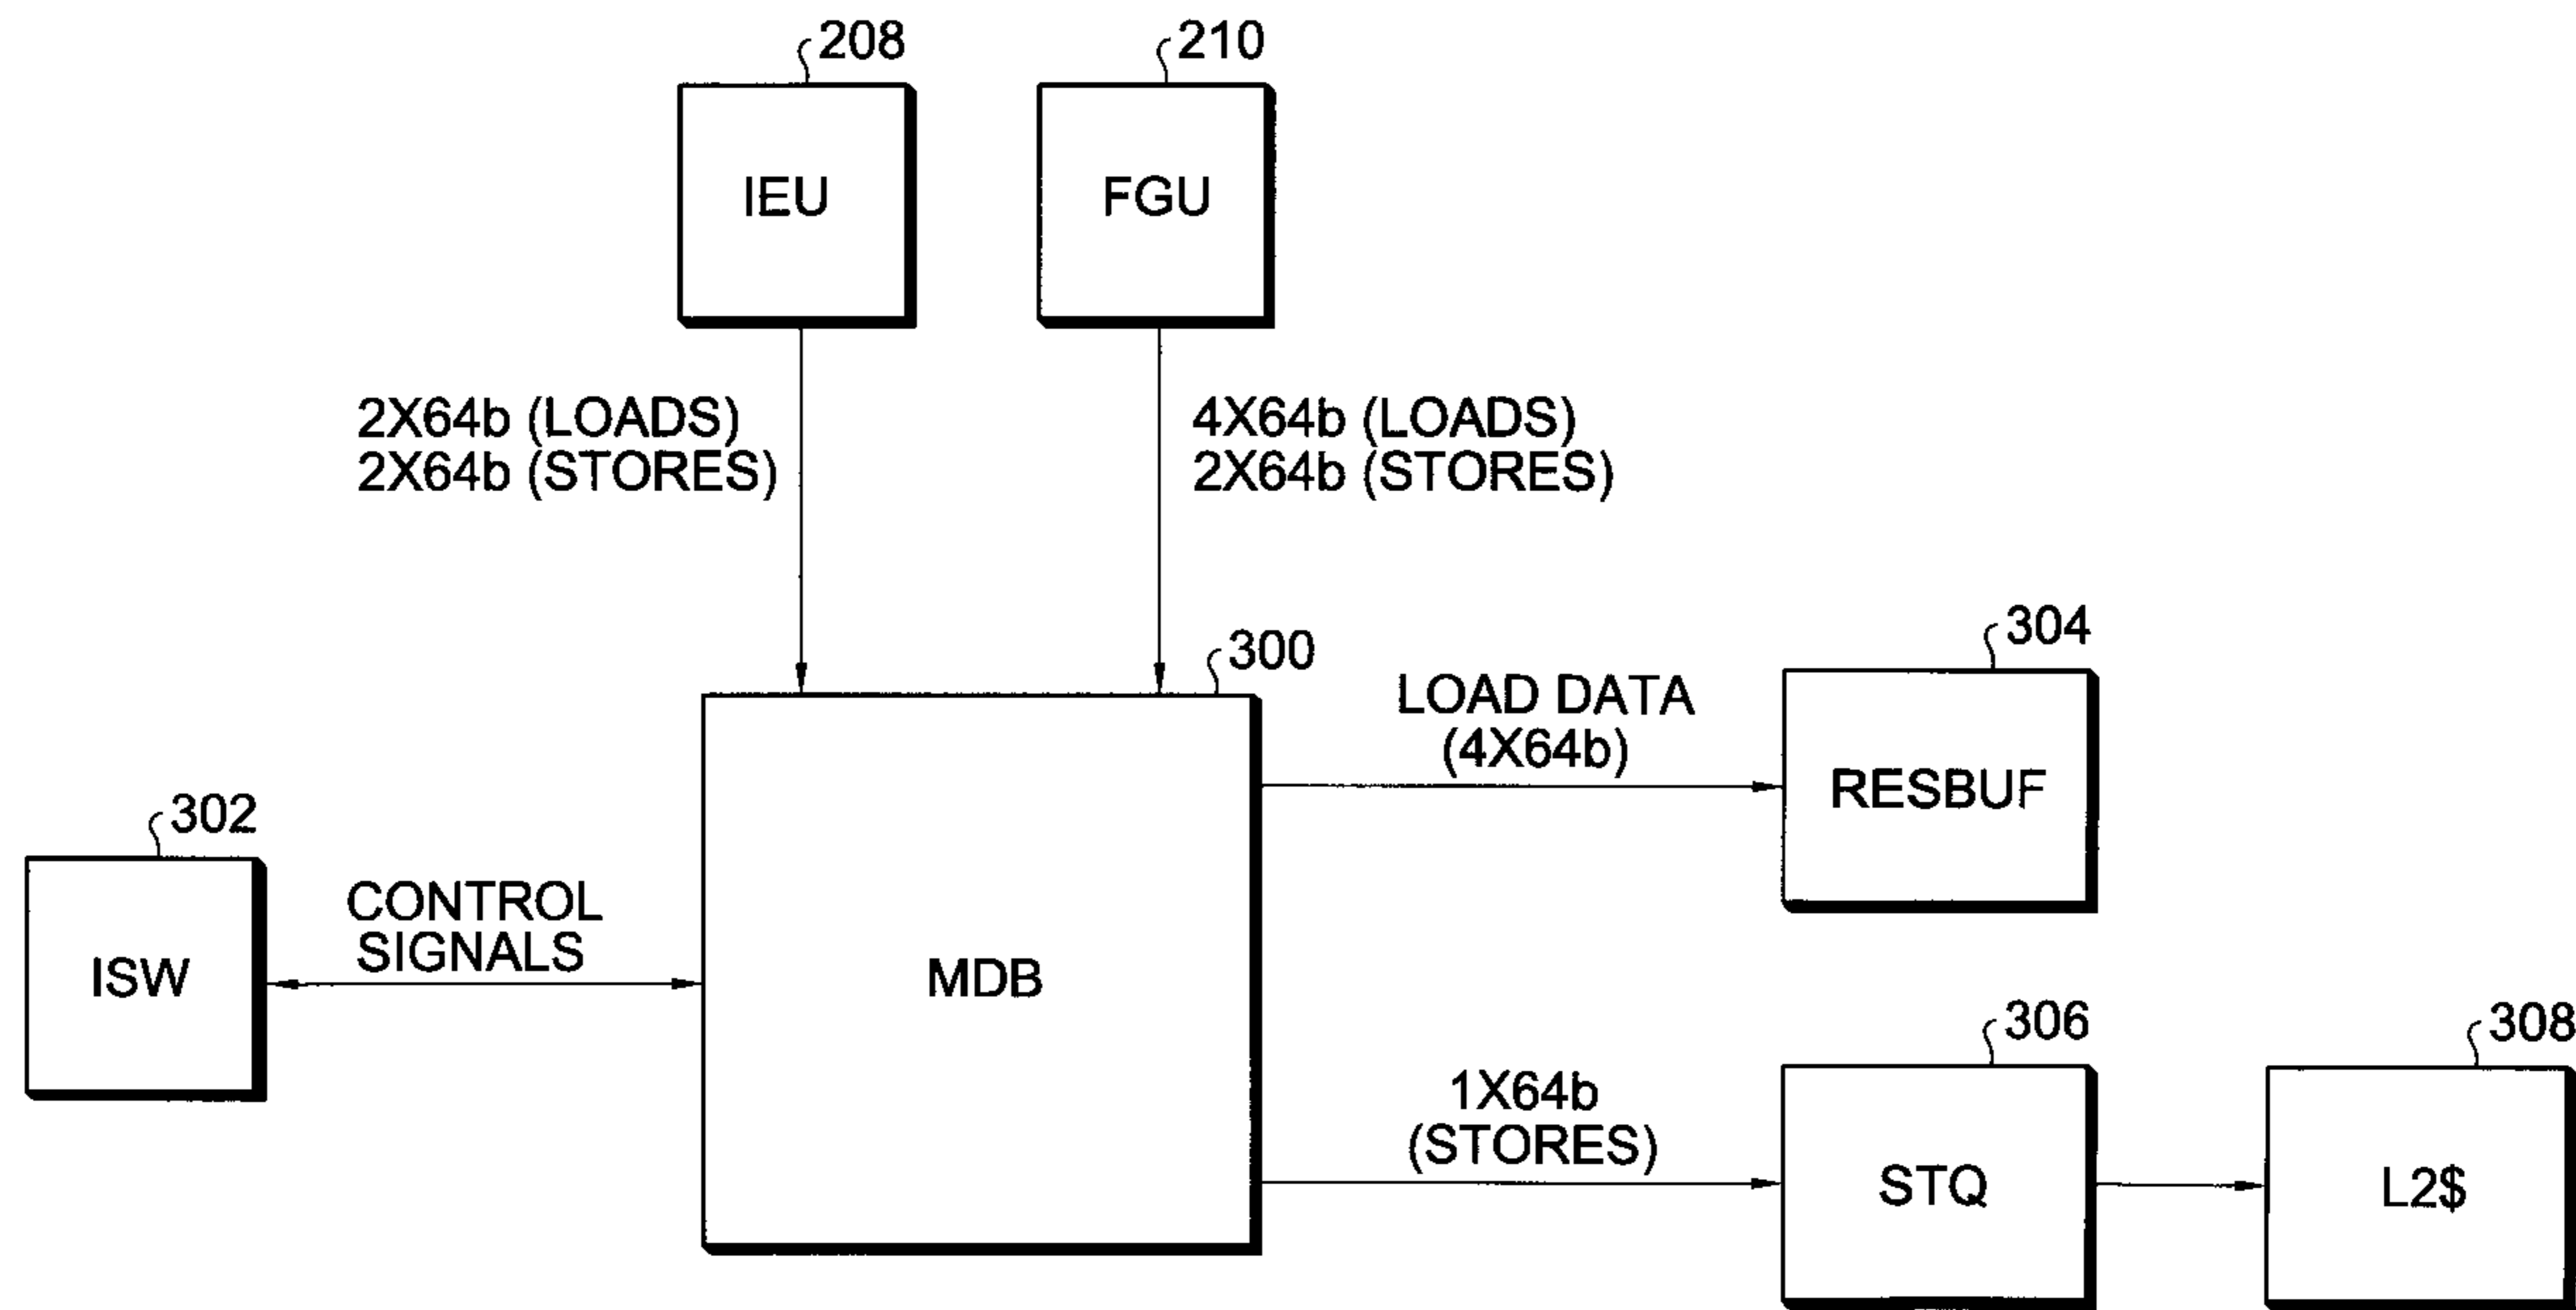 208
210
IEU
FGU
2X64b (LOADS)
2X64b (STORES)
4X64b (LOADS)
2X64b (STORES)
300
304
LOAD DATA
(4X64b)
RESBUF
302
CONTROL
SIGNALS
ISW
MDB
306
308
1X64b
(STORES)
STQ
L2$